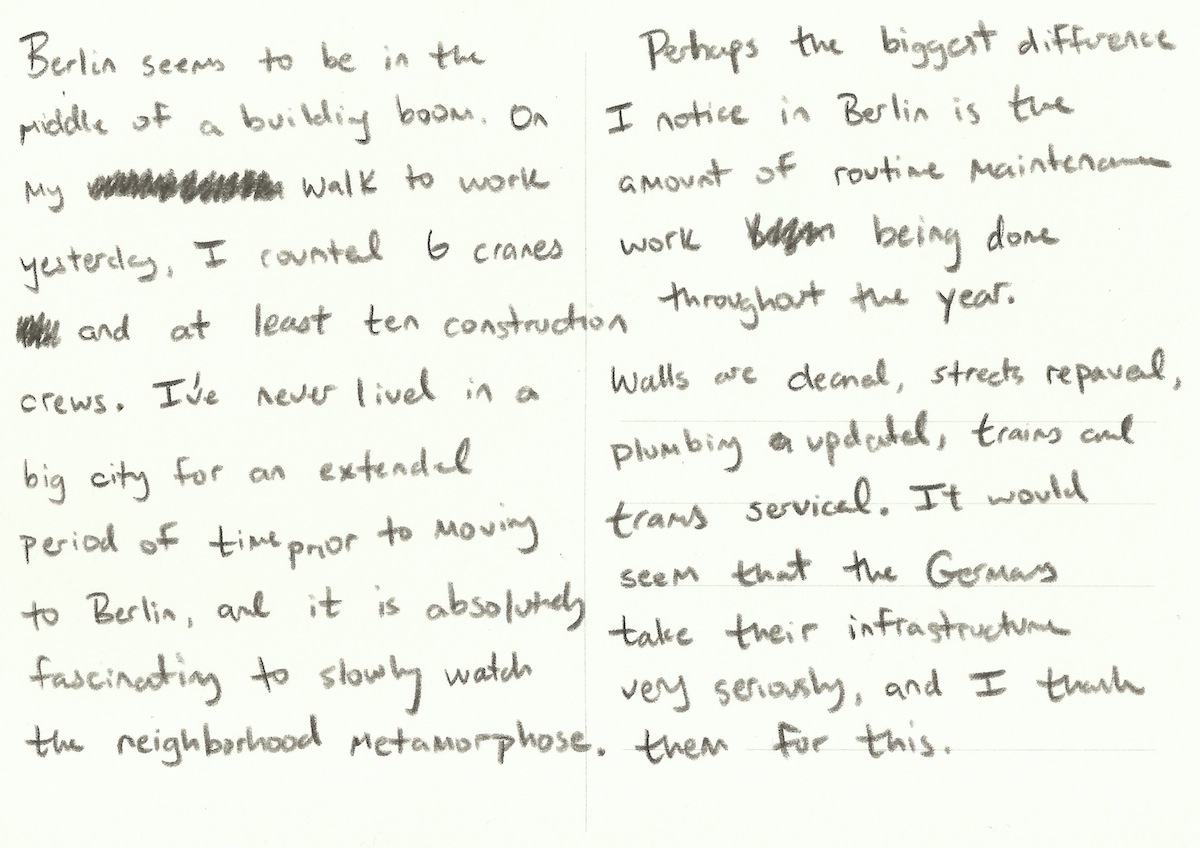 Berlin seems to be in the
middle of a building boom. On
my walk to work
yesterday, I counted 6 cranes
and at least ten construction
crews. I've never lived in a
big city for an extended
period of time prior to moving
to Berlin, and it is absolutely
fascinating to slowly watch
the neighborhood metamorphose.
Perhaps the biggest difference
I notice in Berlin is the
amount of routine maintenance
work being done
throughout the year.
Walls are cleaned, streets repaved,
plumbing updated, trains and
trams serviced. It would
seem that the Germans
take their infrastructure
very seriously, and I thank
them for this.